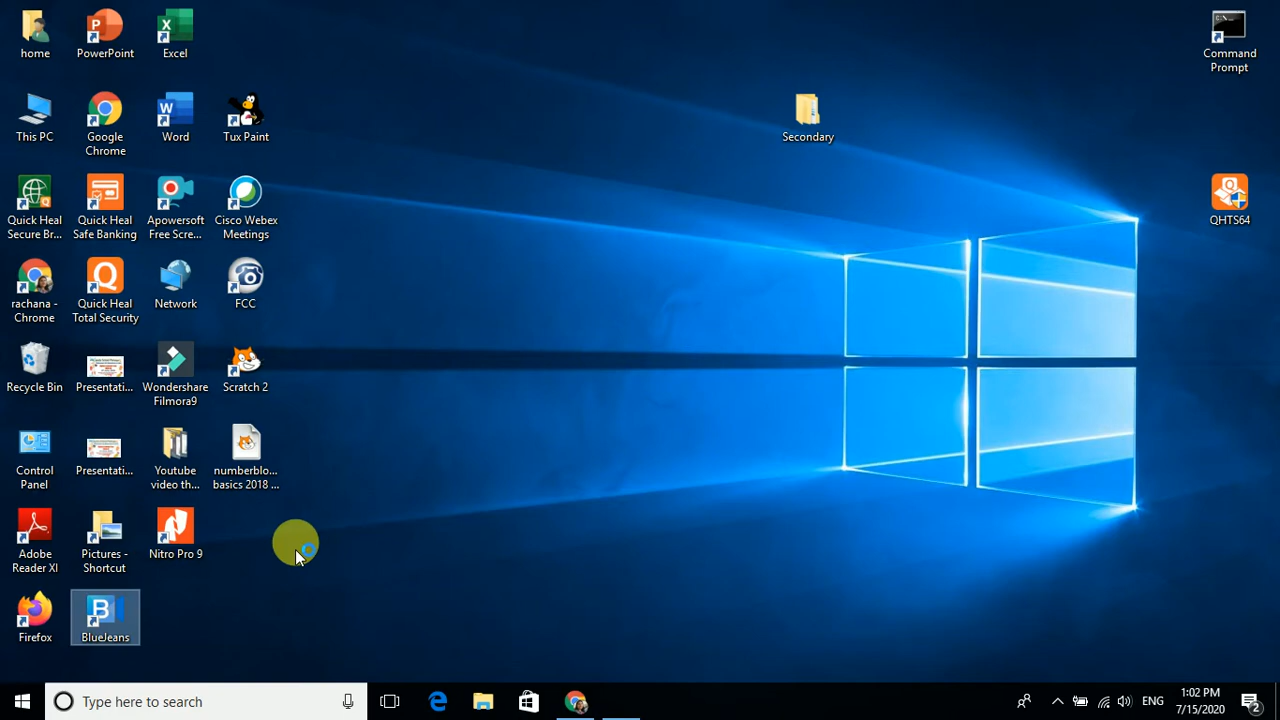 home
PowerPoint
Excel
Command
Prompt
This PC
Google
Chrome
Word
Tux Paint
Secondary
Quick Heal
Secure Br...
Quick Heal
Safe Banking
Apowersoft
Free Scre...
Cisco Webex
Meetings
QHTS64
rachana -
Chrome
Quick Heal
Total Security
Network
FCC
Recycle Bin
Presentati...
Wondershare
Filmora9
Scratch 2
Control
Panel
Presentati...
Youtube
video th...
numberblo...
basics 2018 ...
Adobe
Reader XI
Pictures -
Shortcut
Nitro Pro 9
Firefox
BlueJeans
Type here to search
ENG
1:02 PM
7/15/2020
2